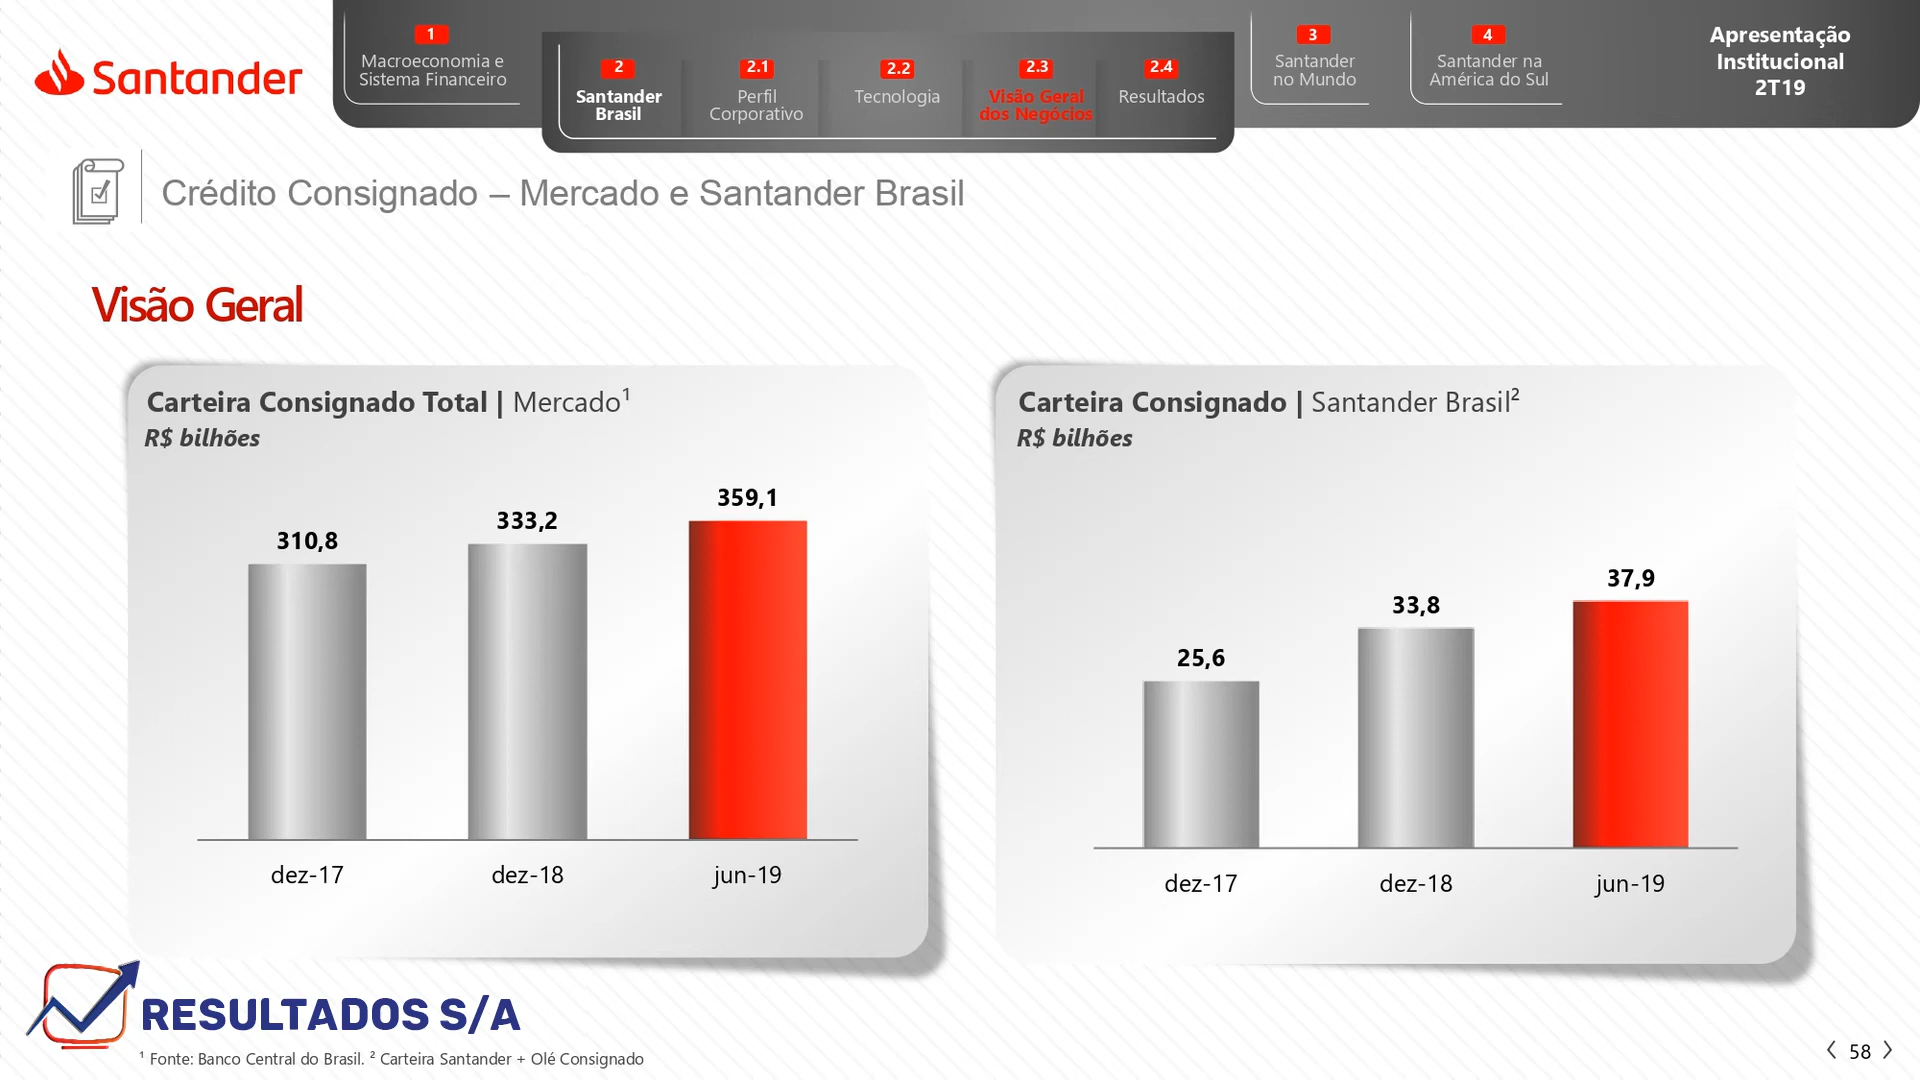 Santander
1
Macroeconomia e
Sistema Financeiro
2
Santander
Brasil
2.1
Perfil
Corporativo
2.2
Tecnologia
2.3
Visão Geral
dos Negócios
2.4
Resultados
3
Santander
no Mundo
4
Santander na
América do Sul
Apresentação
Institucional
2T19
Crédito Consignado – Mercado e Santander Brasil
Visão Geral
Carteira Consignado Total | Mercado¹
R$ bilhões
310,8
333,2
359,1
dez-17
dez-18
jun-19
Carteira Consignado | Santander Brasil²
R$ bilhões
25,6
33,8
37,9
dez-17
dez-18
jun-19
RESULTADOS S/A
¹ Fonte: Banco Central do Brasil. ² Carteira Santander + Olé Consignado
58